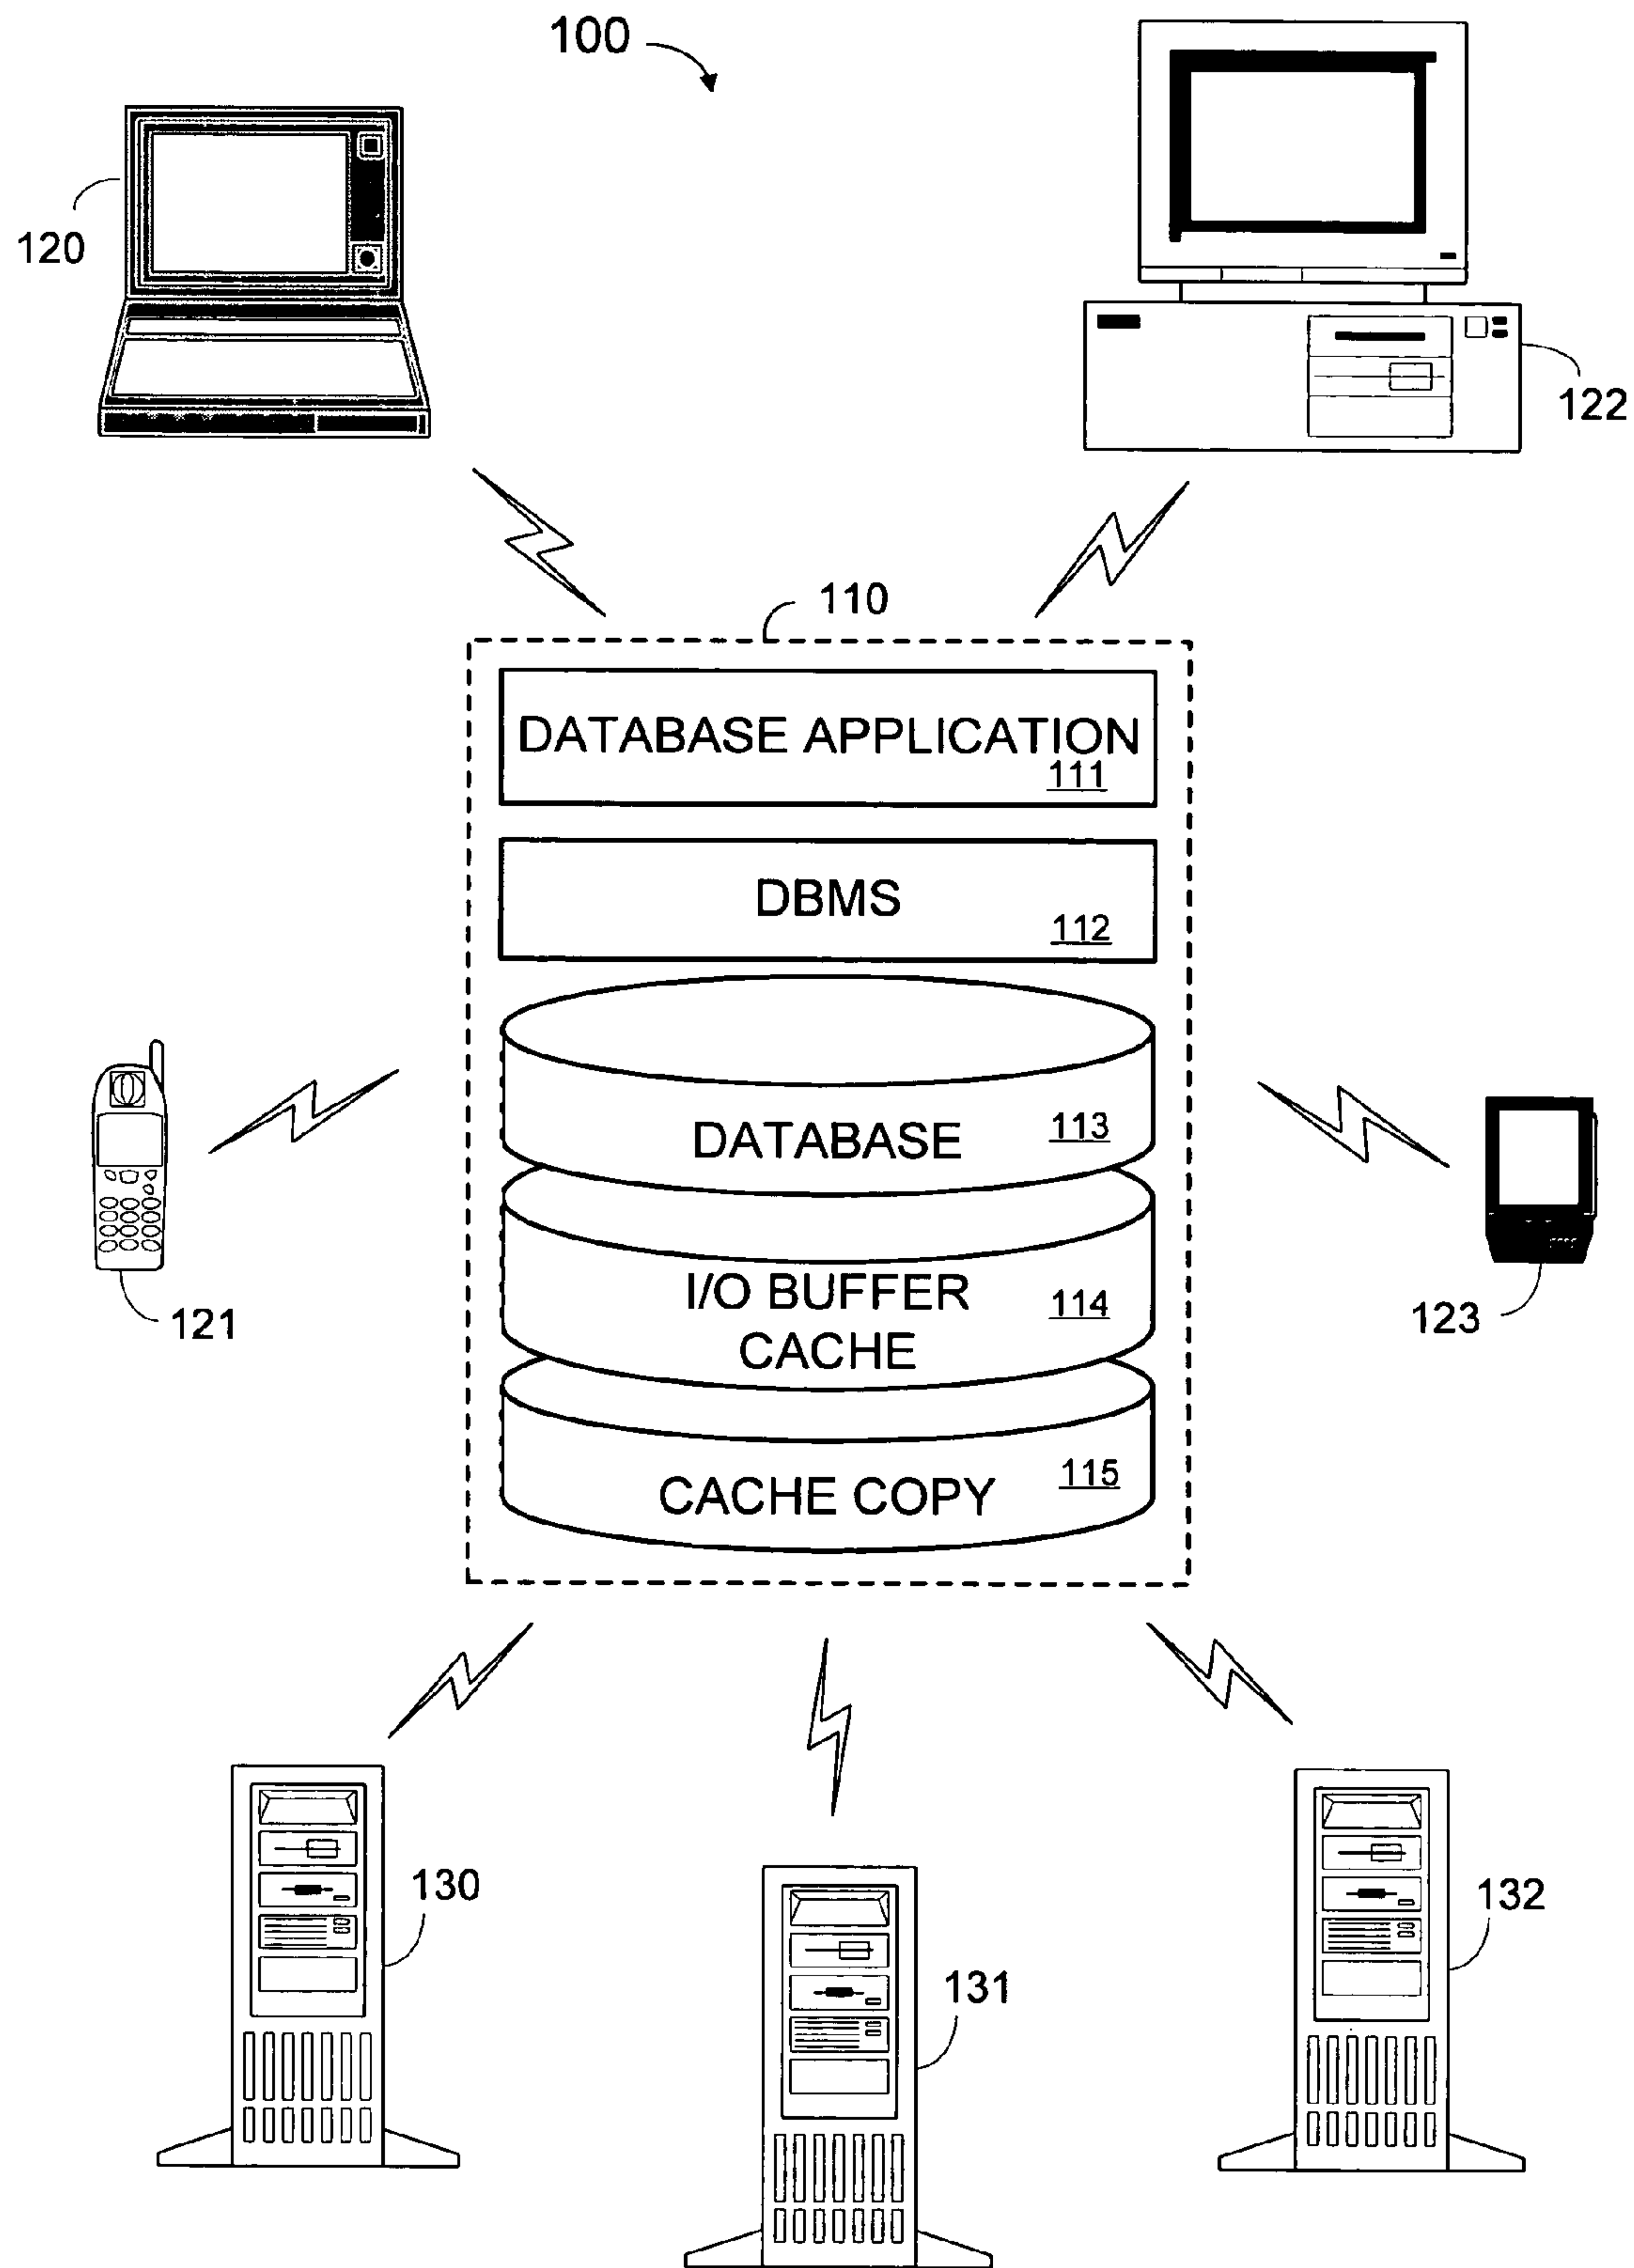 100
120
122
110
DATABASE APPLICATION
111
DBMS
112
DATABASE
113
I/O BUFFER
CACHE
114
CACHE COPY
115
121
123
130
131
132